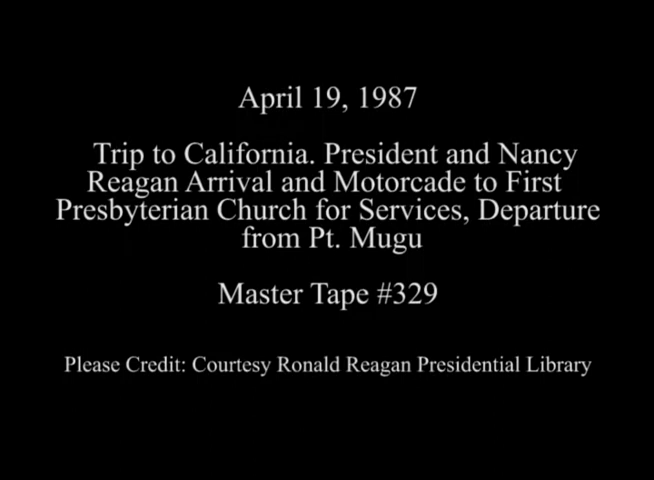 April 19, 1987
Trip to California. President and Nancy
Reagan Arrival and Motorcade to First
Presbyterian Church for Services, Departure
from Pt. Mugu
Master Tape #329
Please Credit: Courtesy Ronald Reagan Presidential Library